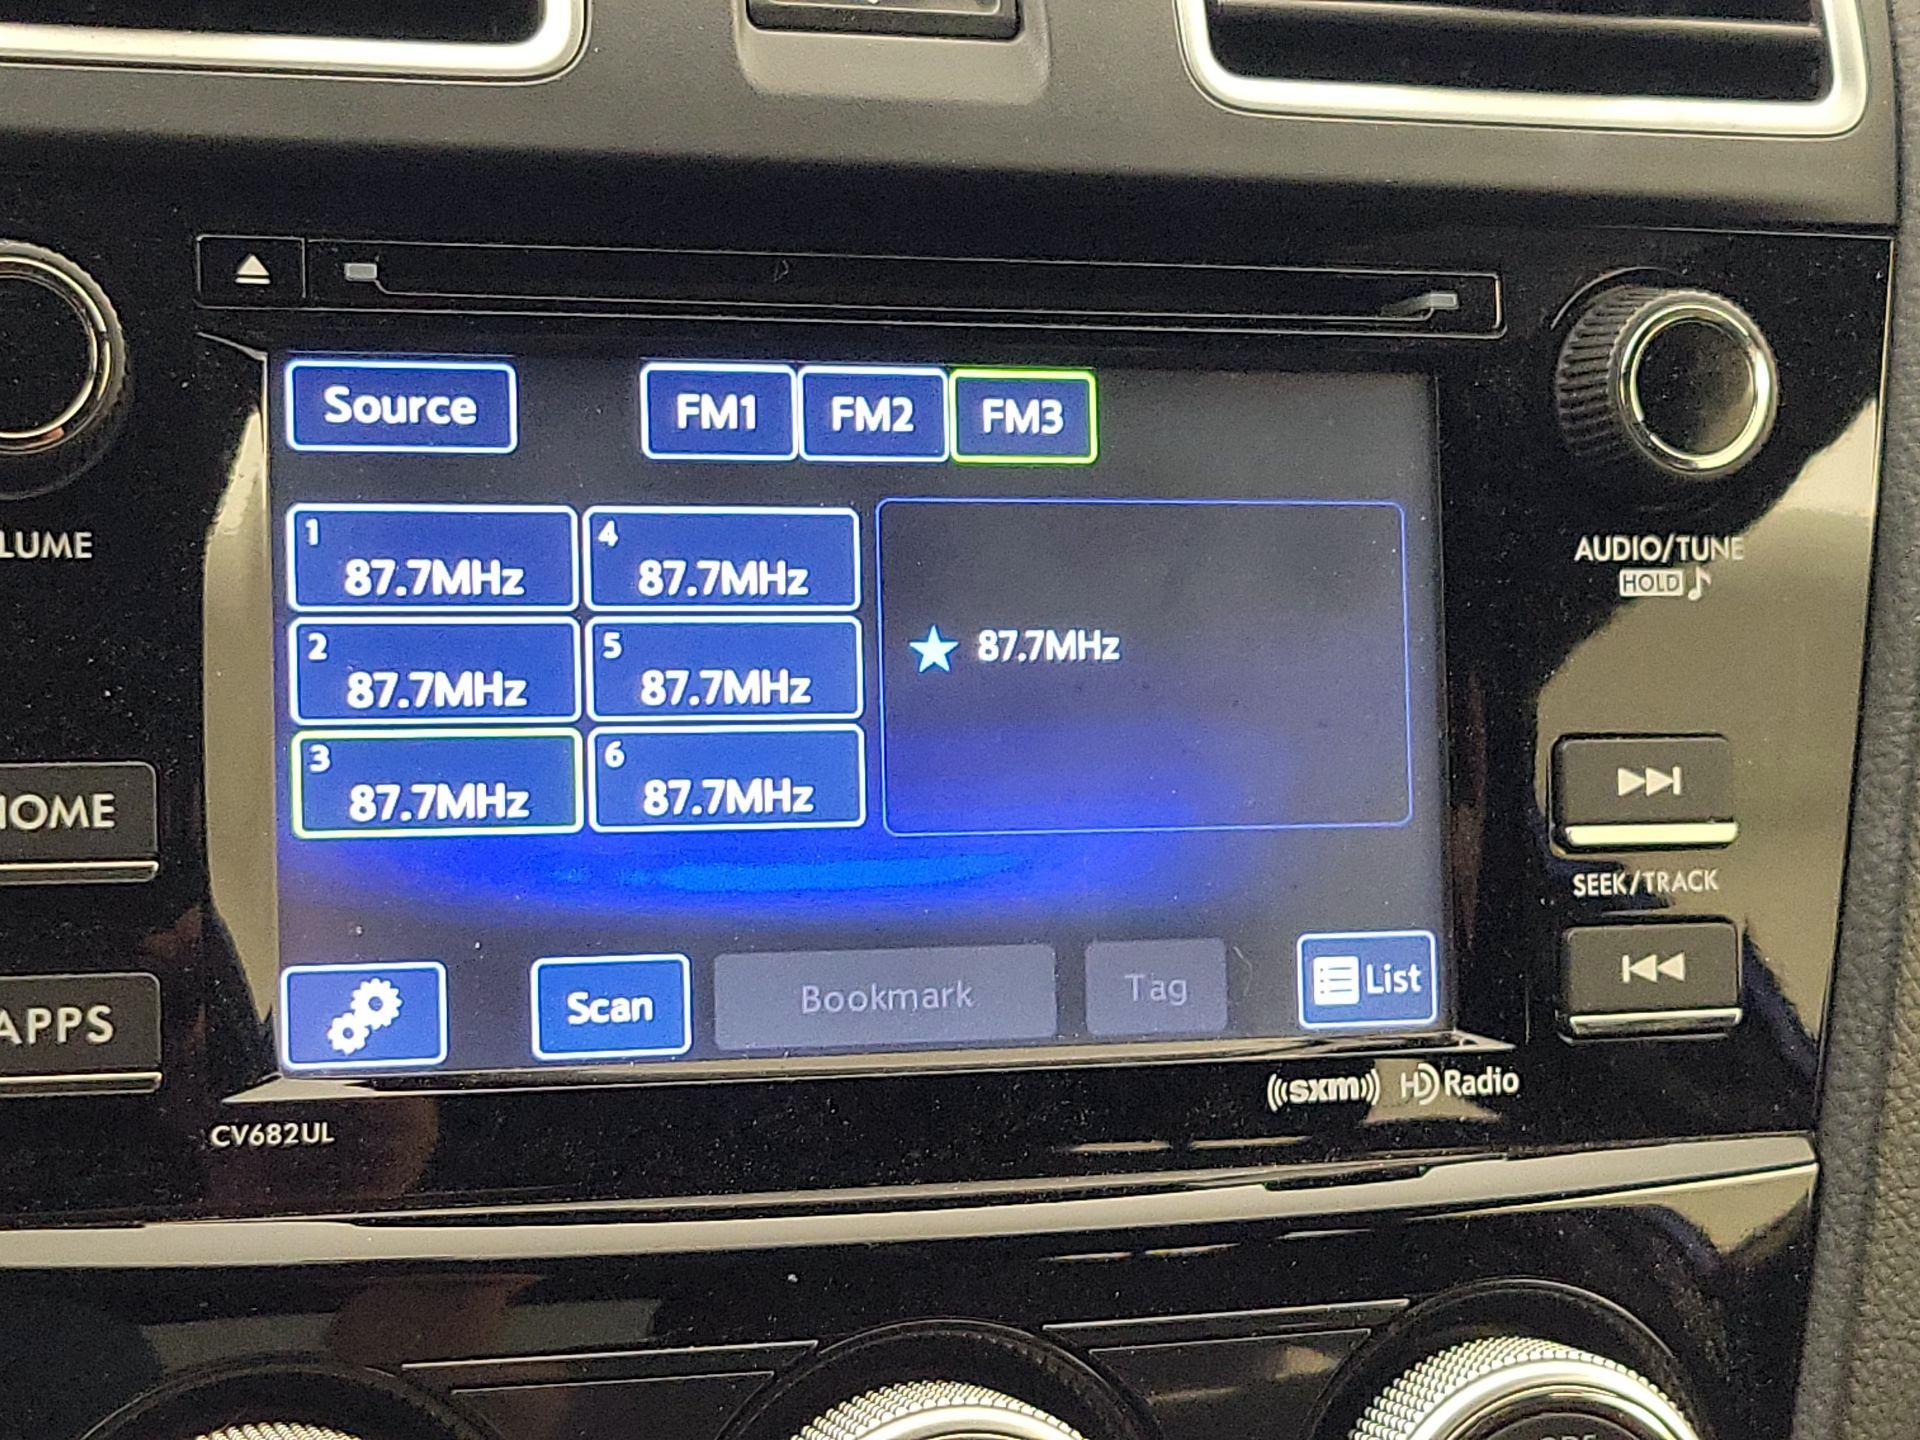 Source
FM1
FM2
FM3
1
87.7MHz
4
87.7MHz
2
87.7MHz
5
87.7MHz
3
87.7MHz
6
87.7MHz
87.7MHz
Scan
Bookmark
Tag
List
LUME
HOME
APPS
AUDIO/TUNE
HOLD
SEEK/TRACK
CV682UL
sxm
HD Radio